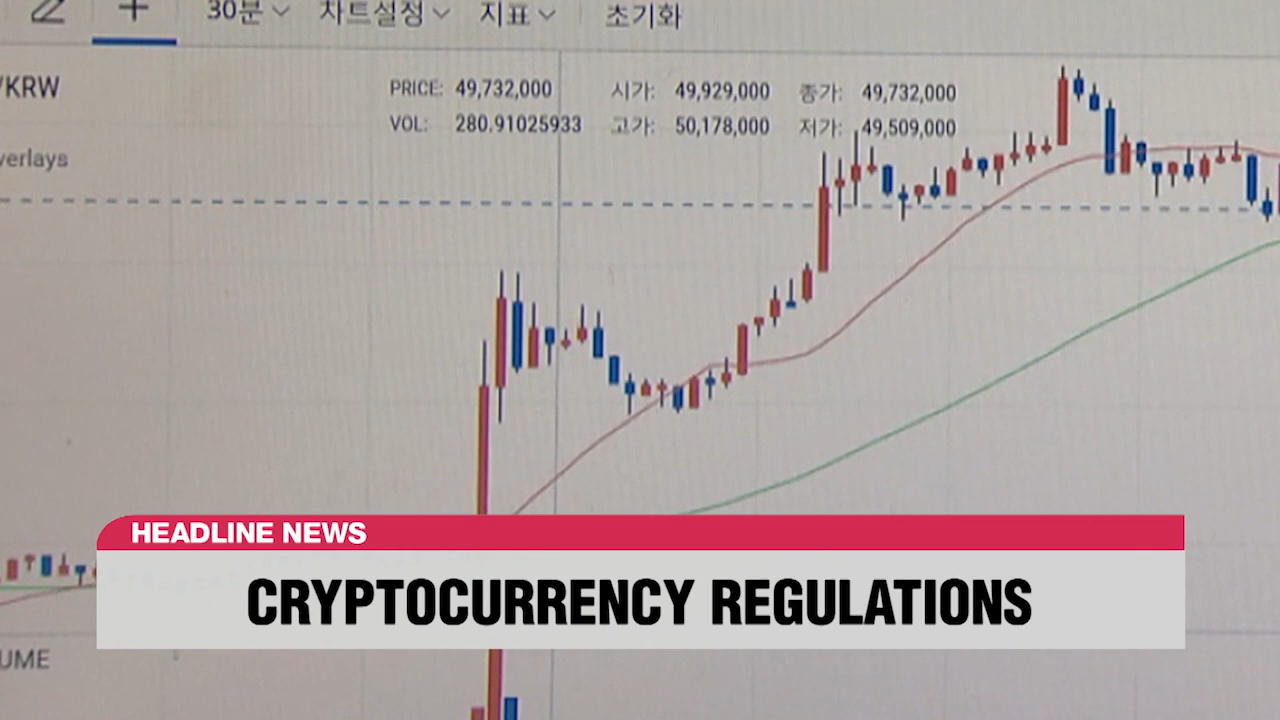 30분 차트설정 지표 초기화
/KRW
PRICE: 49,732,000 시가: 49,929,000 종가: 49,732,000
VOL: 280.91025933 고가: 50,178,000 저가: 49,509,000
verlays
HEADLINE NEWS
CRYPTOCURRENCY REGULATIONS
UME